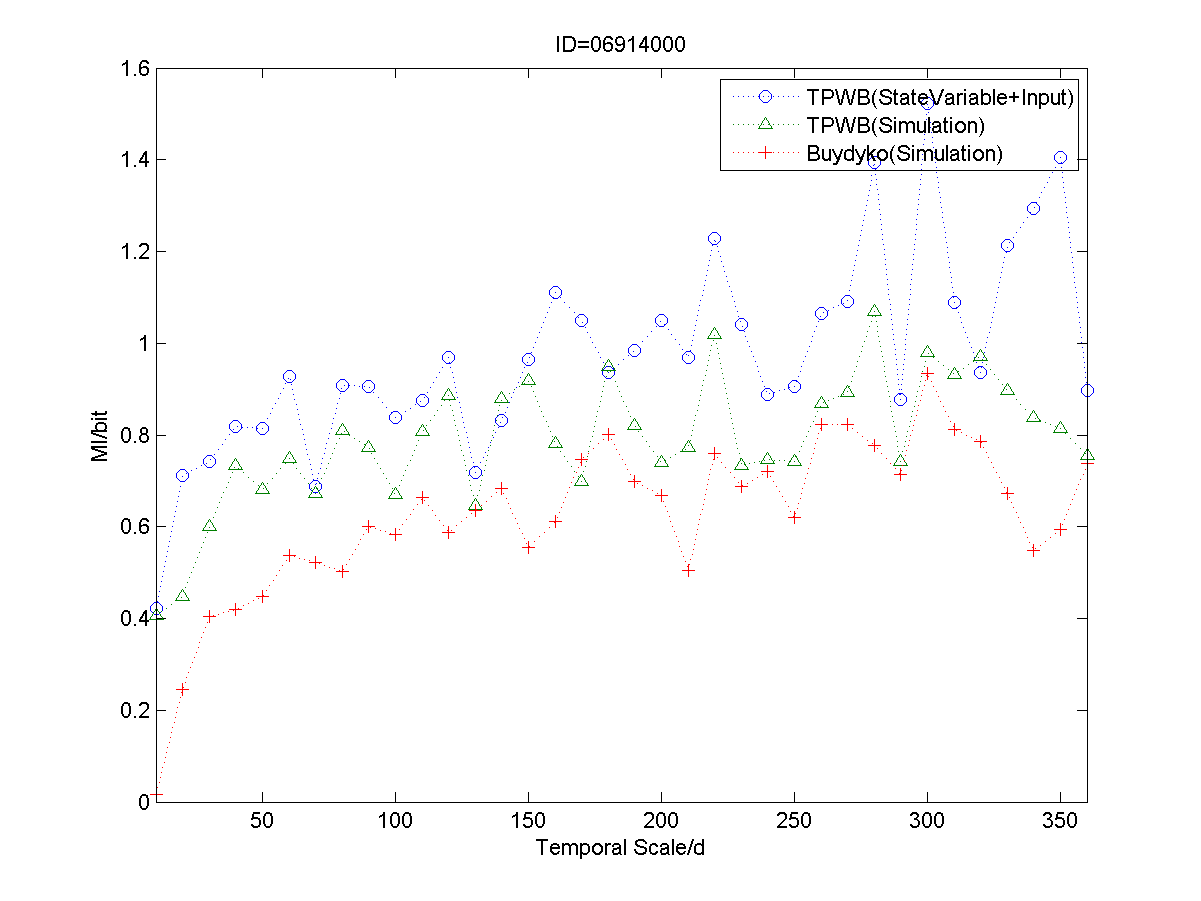 ID=06914000
1.6
1.4
1.2
1
0.8
0.6
0.4
0.2
0
MI/bit
TPWB(StateVariable+Input)
TPWB(Simulation)
Buydyko(Simulation)
50 100 150 200 250 300 350
Temporal Scale/d